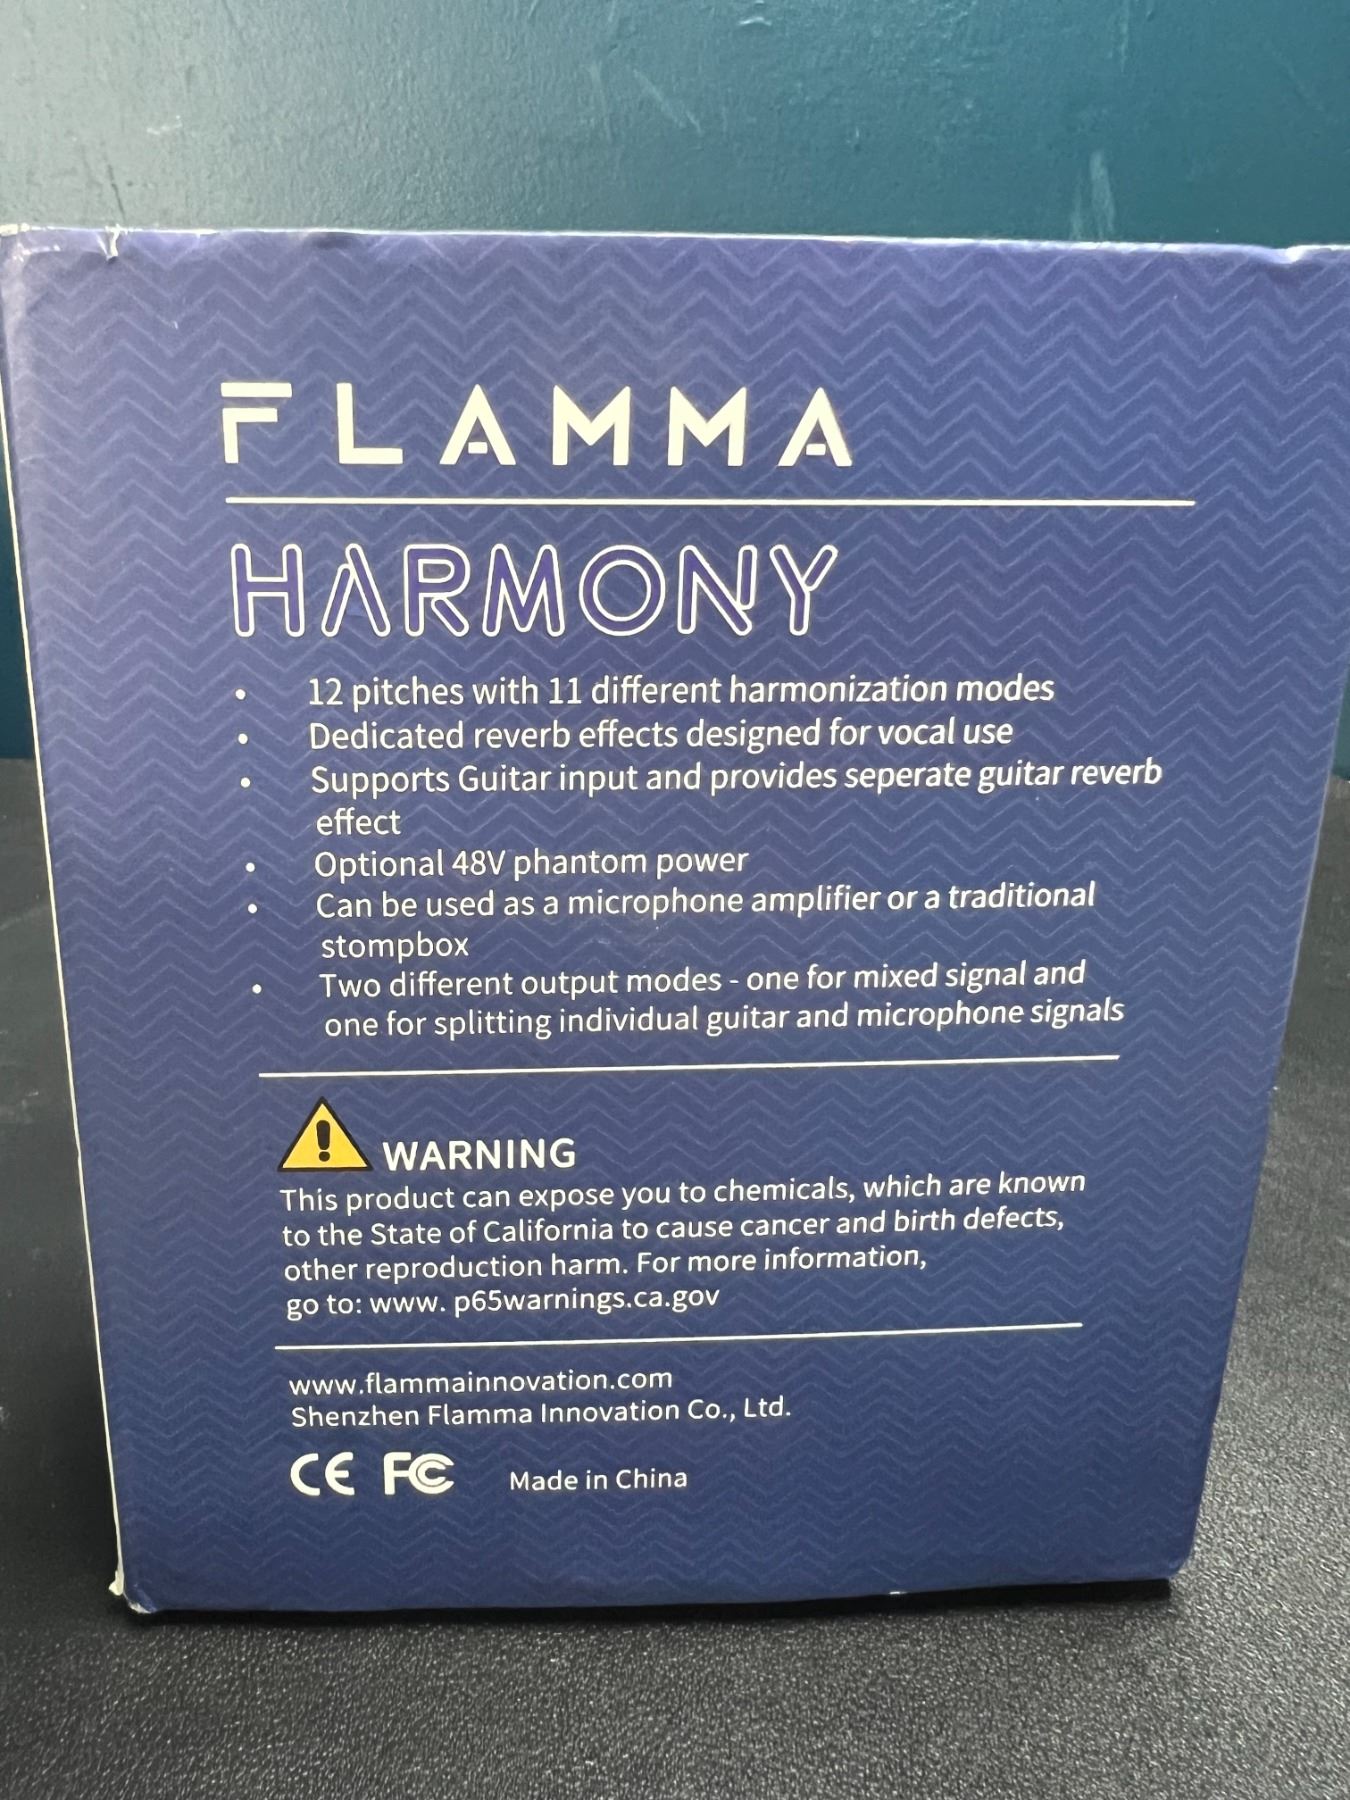 FLAMMA
HARMONY
• 12 pitches with 11 different harmonization modes
• Dedicated reverb effects designed for vocal use
• Supports Guitar input and provides seperate guitar reverb
effect
• Optional 48V phantom power
• Can be used as a microphone amplifier or a traditional
stompbox
• Two different output modes - one for mixed signal and
one for splitting individual guitar and microphone signals
WARNING
This product can expose you to chemicals, which are known
to the State of California to cause cancer and birth defects,
other reproduction harm. For more information,
go to: www. p65warnings.ca.gov
www.flammainnovation.com
Shenzhen Flamma Innovation Co., Ltd.
CE FC Made in China